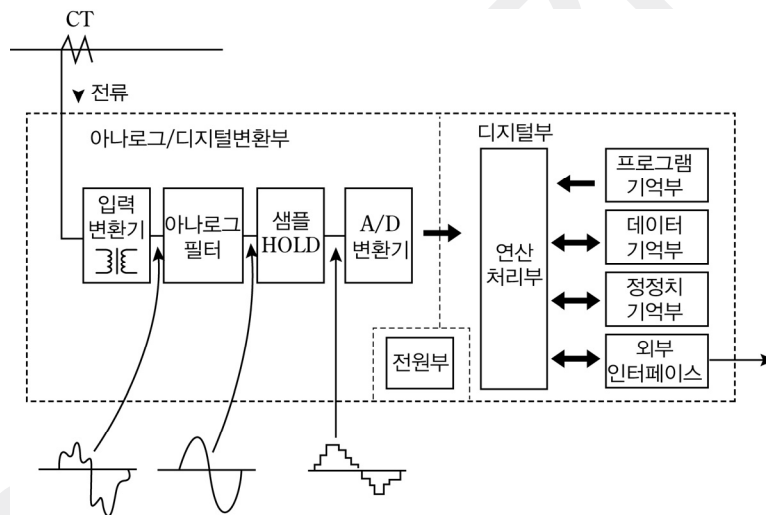 CT
전류
아나로그/디지털변환부
디지털부
입력
변환기
아나로그
필터
샘플
HOLD
A/D
변환기
연산
처리부
프로그램
기억부
데이터
기억부
정정치
기억부
외부
인터페이스
전원부